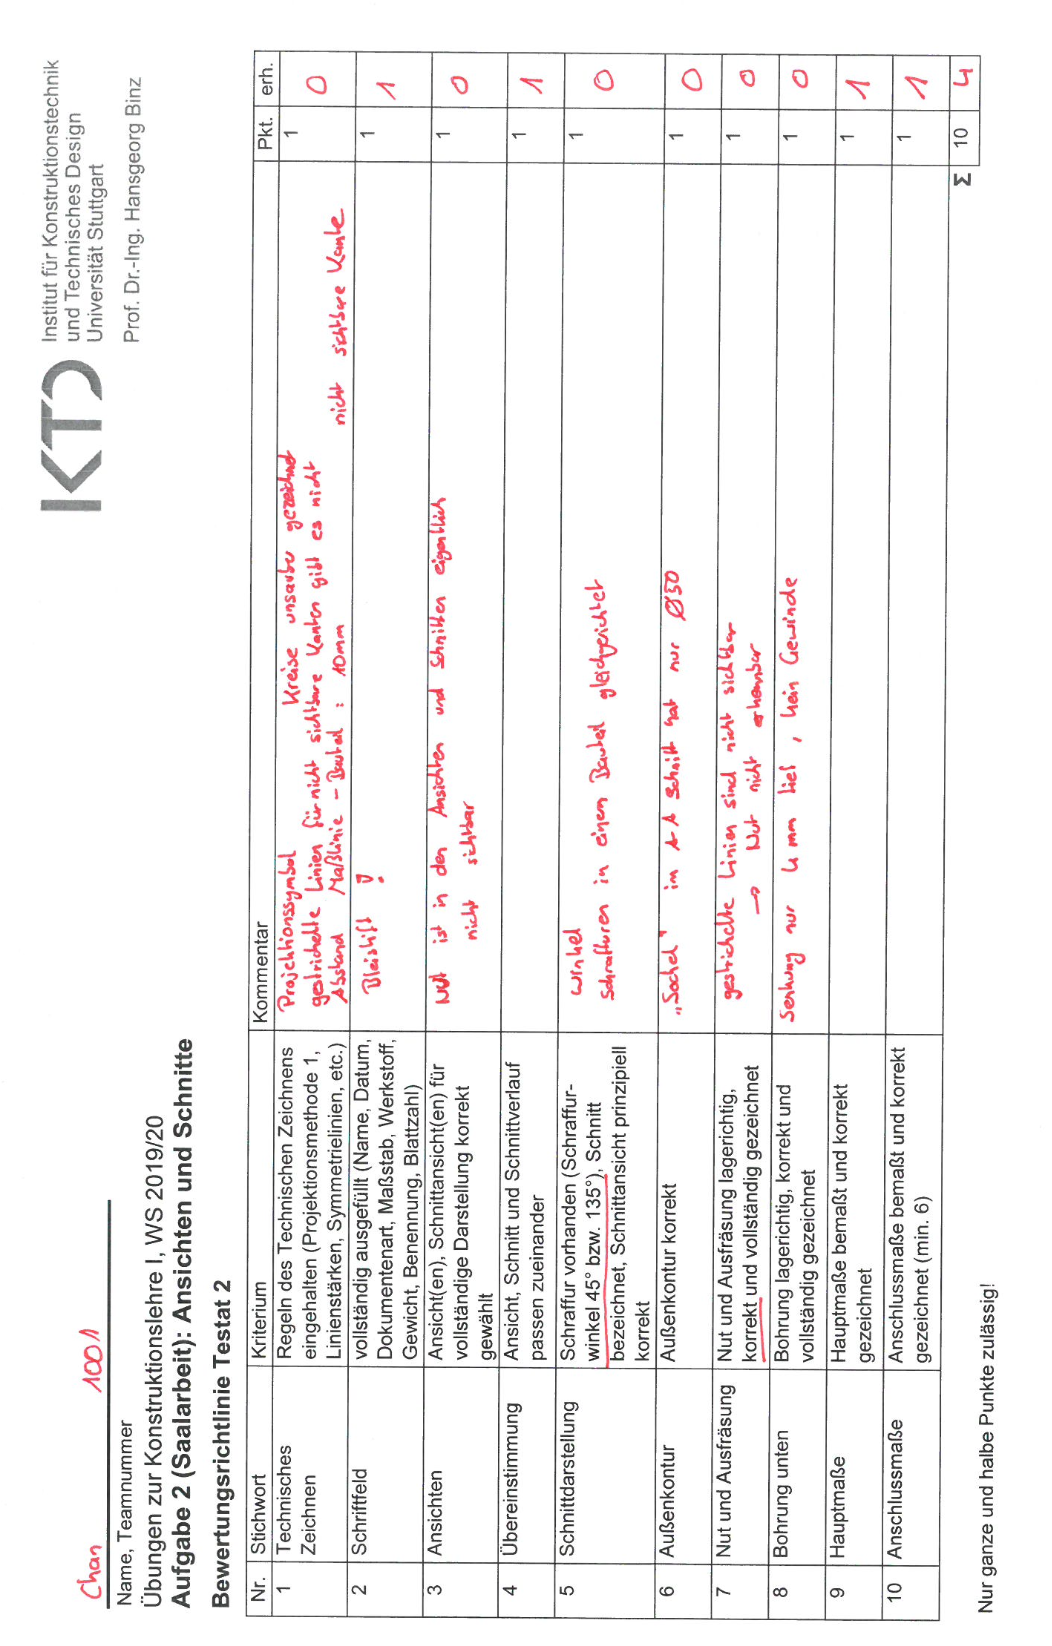 Chan 1001
Name, Teamnummer
Übungen zur Konstruktionslehre I, WS 2019/20
Aufgabe 2 (Saalarbeit): Ansichten und Schnitte
Bewertungsrichtlinie Testat 2
KTD
Institut für Konstruktionstechnik
und Technisches Design
Universität Stuttgart
Prof. Dr.-Ing. Hansgeorg Binz
Nr. Stichwort Kriterium Kommentar Pkt. erh.
1 Technisches Zeichnen
Regeln des Technischen Zeichnens
eingehalten (Projektionsmethode 1,
Linienstärken, Symmetrielinien, etc.)
Projektionssymbol Kreise unsauber gezeichnet
gestrichelte Linien für nicht sichtbare Kanten gibt es nicht
Abstand Maßlinie - Bauteil : 10mm nicht sichtbare Kante
1 0
2 Schriftfeld
vollständig ausgefüllt (Name, Datum,
Dokumentenart, Maßstab, Werkstoff,
Gewicht, Benennung, Blattzahl)
Bleistift !
1 1
3 Ansichten
Ansicht(en), Schnittansicht(en) für
vollständige Darstellung korrekt
gewählt
Nut ist in den Ansichten und Schnitten eigentlich
nicht sichtbar
1 0
4 Übereinstimmung
Ansicht, Schnitt und Schnittverlauf
passen zueinander
1 1
5 Schnittdarstellung
Schraffur vorhanden (Schraffur-
winkel 45° bzw. 135°), Schnitt
bezeichnet, Schnittansicht prinzipiell
korrekt
Winkel
Schraffuren in einem Bauteil gleichgerichtet
1 0
6 Außenkontur
Außenkontur korrekt
„Sockel“ im A-A Schnitt hat nur Ø50
1 0
7 Nut und Ausfräsung
Nut und Ausfräsung lagerichtig,
korrekt und vollständig gezeichnet
gestrichelte Linien sind nicht sichtbar
→ Nut nicht erkennbar
1 0
8 Bohrung unten
Bohrung lagerichtig, korrekt und
vollständig gezeichnet
Senkung nur 4 mm tief, kein Gewinde
1 0
9 Hauptmaße
Hauptmaße bemaßt und korrekt
gezeichnet
1 1
10 Anschlussmaße
Anschlussmaße bemaßt und korrekt
gezeichnet (min. 6)
1 1
Σ 10 4
Nur ganze und halbe Punkte zulässig!